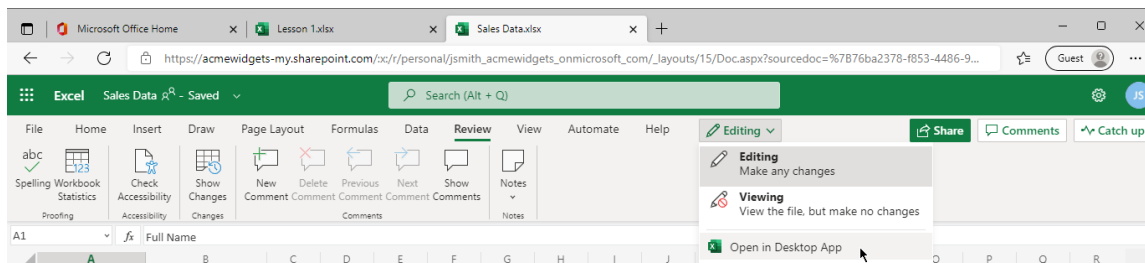 Microsoft Office Home Lesson 1.xlsx Sales Data.xlsx
https://acmewidgets-my.sharepoint.com/:x:/r/personal/jsmith_acmewidgets_onmicrosoft_com/_layouts/15/Doc.aspx?sourcedoc=%7B76ba2378-f853-4486-9... Guest
Excel Sales Data - Saved Search (Alt + Q) JS
File Home Insert Draw Page Layout Formulas Data Review View Automate Help Editing Share Comments Catch up
abc 123
Spelling Workbook Check Show New Delete Previous Next Show Notes
Statistics Accessibility Changes Comment Comment Comment Comment Comments
Proofing Accessibility Changes Comments Notes
Editing
Make any changes
Viewing
View the file, but make no changes
Open in Desktop App
A1 fx Full Name
A B C D E F G H I J O P Q R